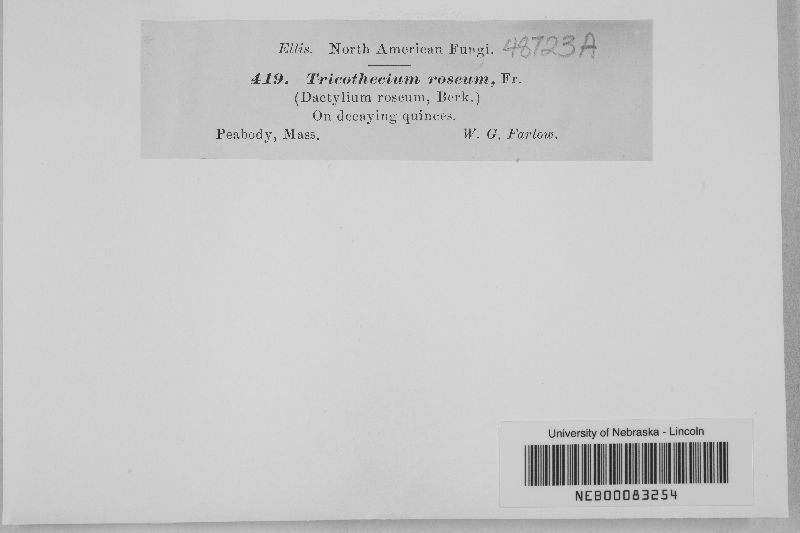 Ellis. North American Fungi. 48723A
419. Tricothecium roseum, Fr.
(Dactylium roseum, Berk.)
On decaying quinces.
Peabody, Mass. W. G. Farlow.
University of Nebraska - Lincoln
NEB00083254